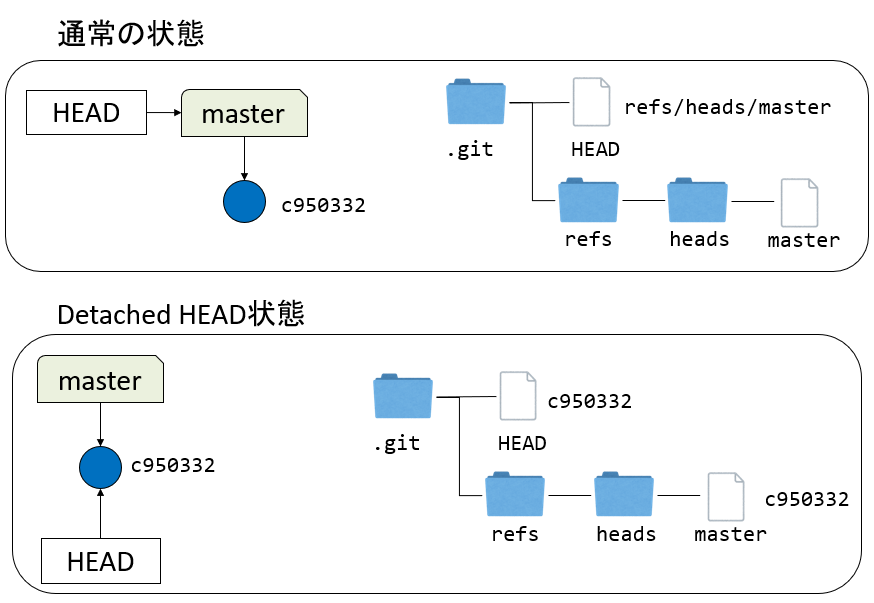 通常の状態
HEAD
master
c950332
.git
HEAD
refs/heads/master
refs
heads
master
Detached HEAD状態
master
c950332
HEAD
.git
HEAD
c950332
refs
heads
master
c950332